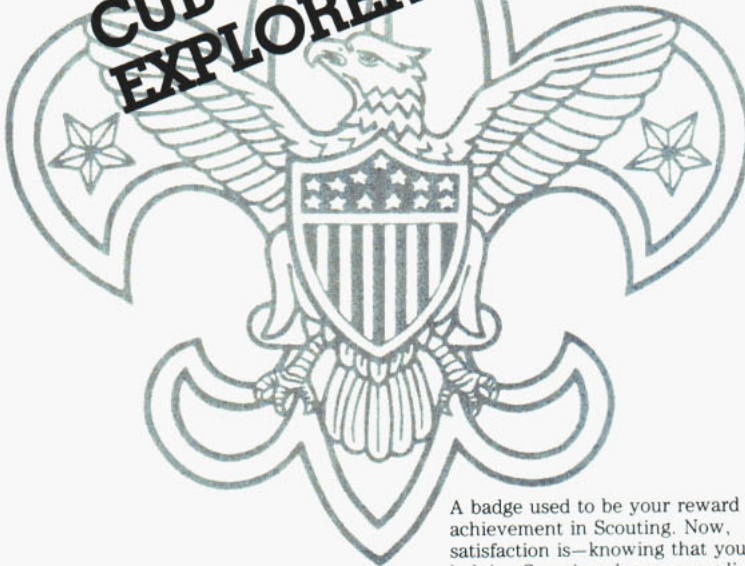 CUB
EXPLORER
A badge used to be your reward
achievement in Scouting. Now,
satisfaction is—knowing that you